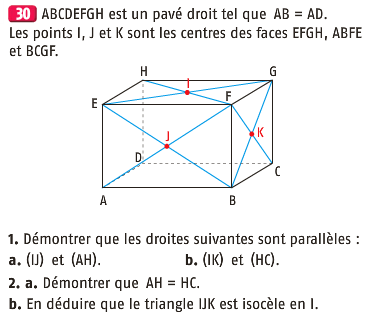 30 ABCDEFGH est un pavé droit tel que AB = AD.
Les points I, J et K sont les centres des faces EFGH, ABFE
et BCGF.
H G
I
E F
J K
D
C
A B
1. Démontrer que les droites suivantes sont parallèles :
a. (IJ) et (AH). b. (IK) et (HC).
2. a. Démontrer que AH = HC.
b. En déduire que le triangle IJK est isocèle en I.